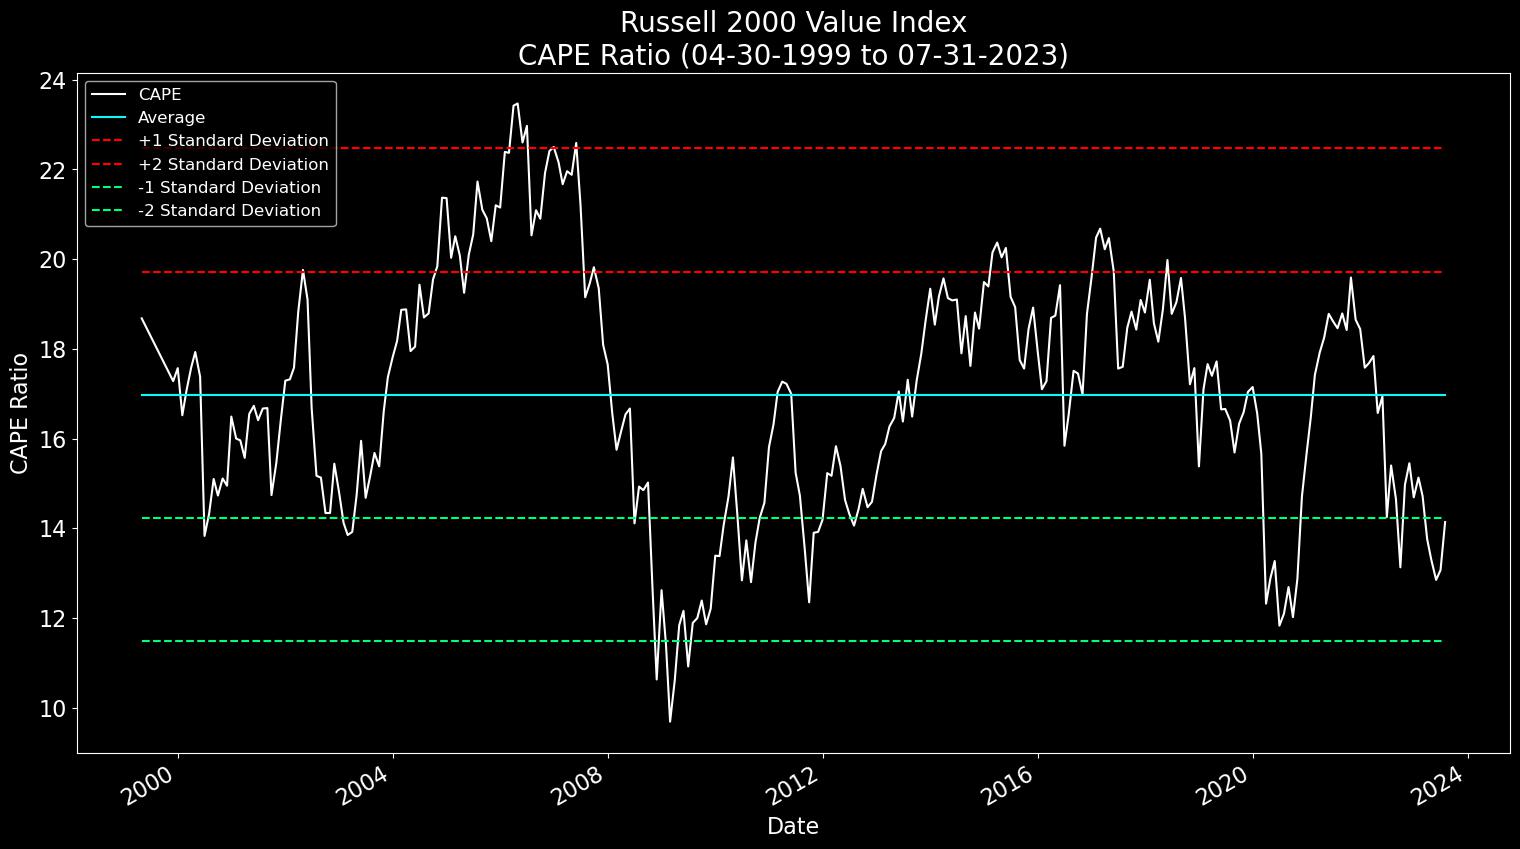 Russell 2000 Value Index
CAPE Ratio (04-30-1999 to 07-31-2023)
CAPE
Average
+1 Standard Deviation
+2 Standard Deviation
-1 Standard Deviation
-2 Standard Deviation
24
22
20
18
16
14
12
10
CAPE Ratio
2000
2004
2008
2012
2016
2020
2024
Date